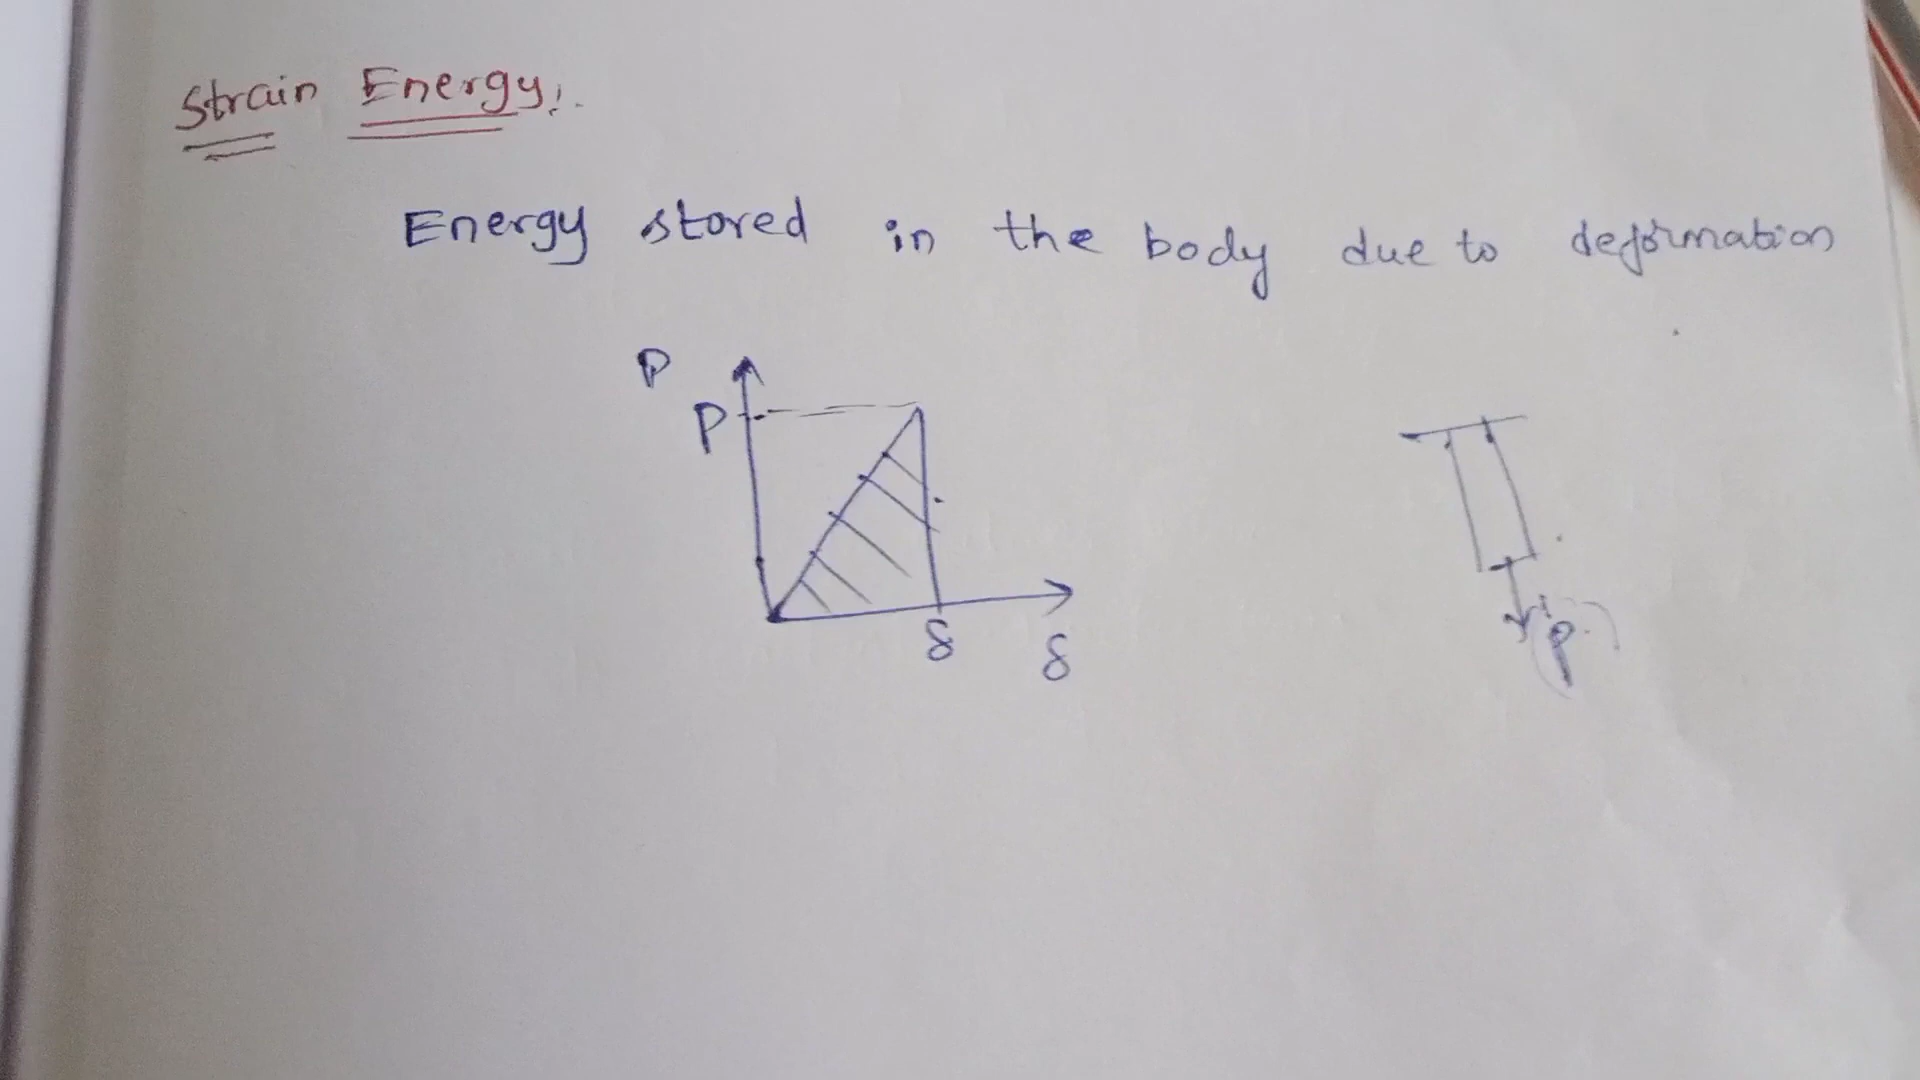 Strain Energy:-
Energy stored in the body due to deformation
P
P
δ
δ
P